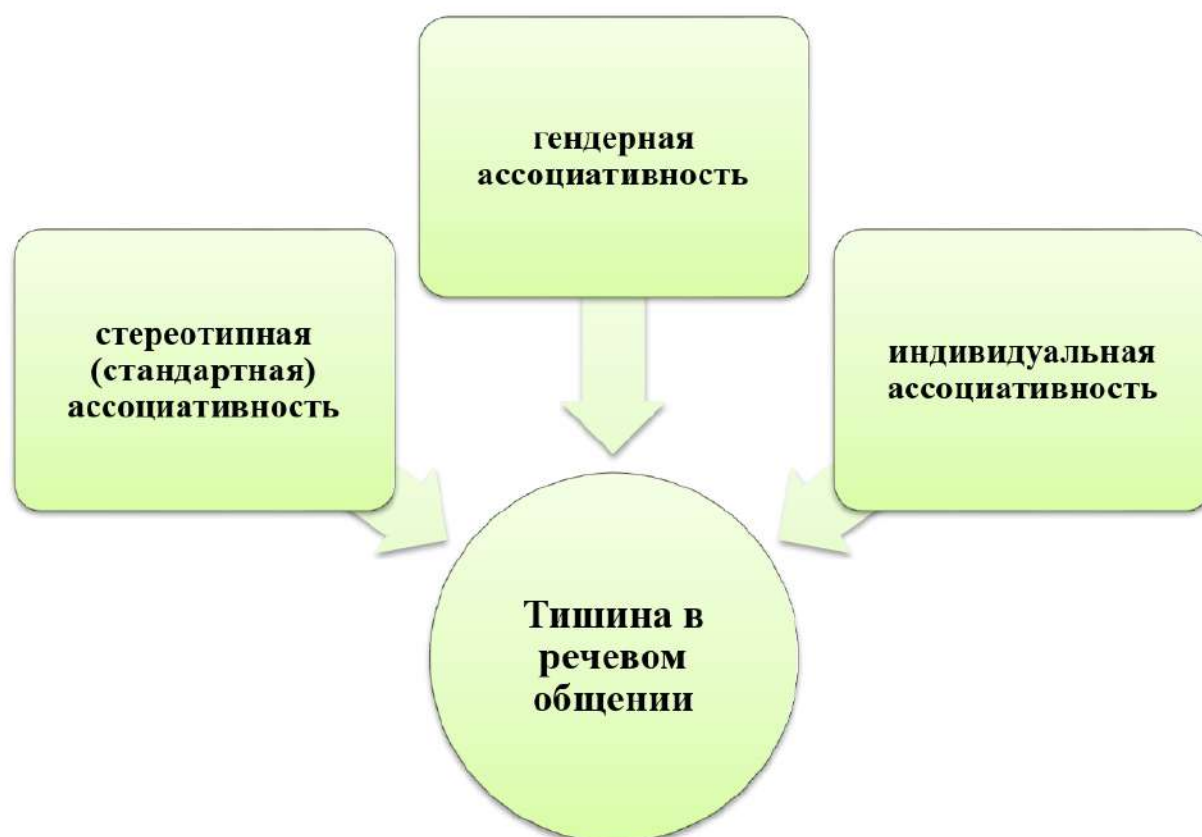 гендерная
ассоциативность
стереотипная
(стандартная)
ассоциативность
индивидуальная
ассоциативность
Тишина в
речевом
общении